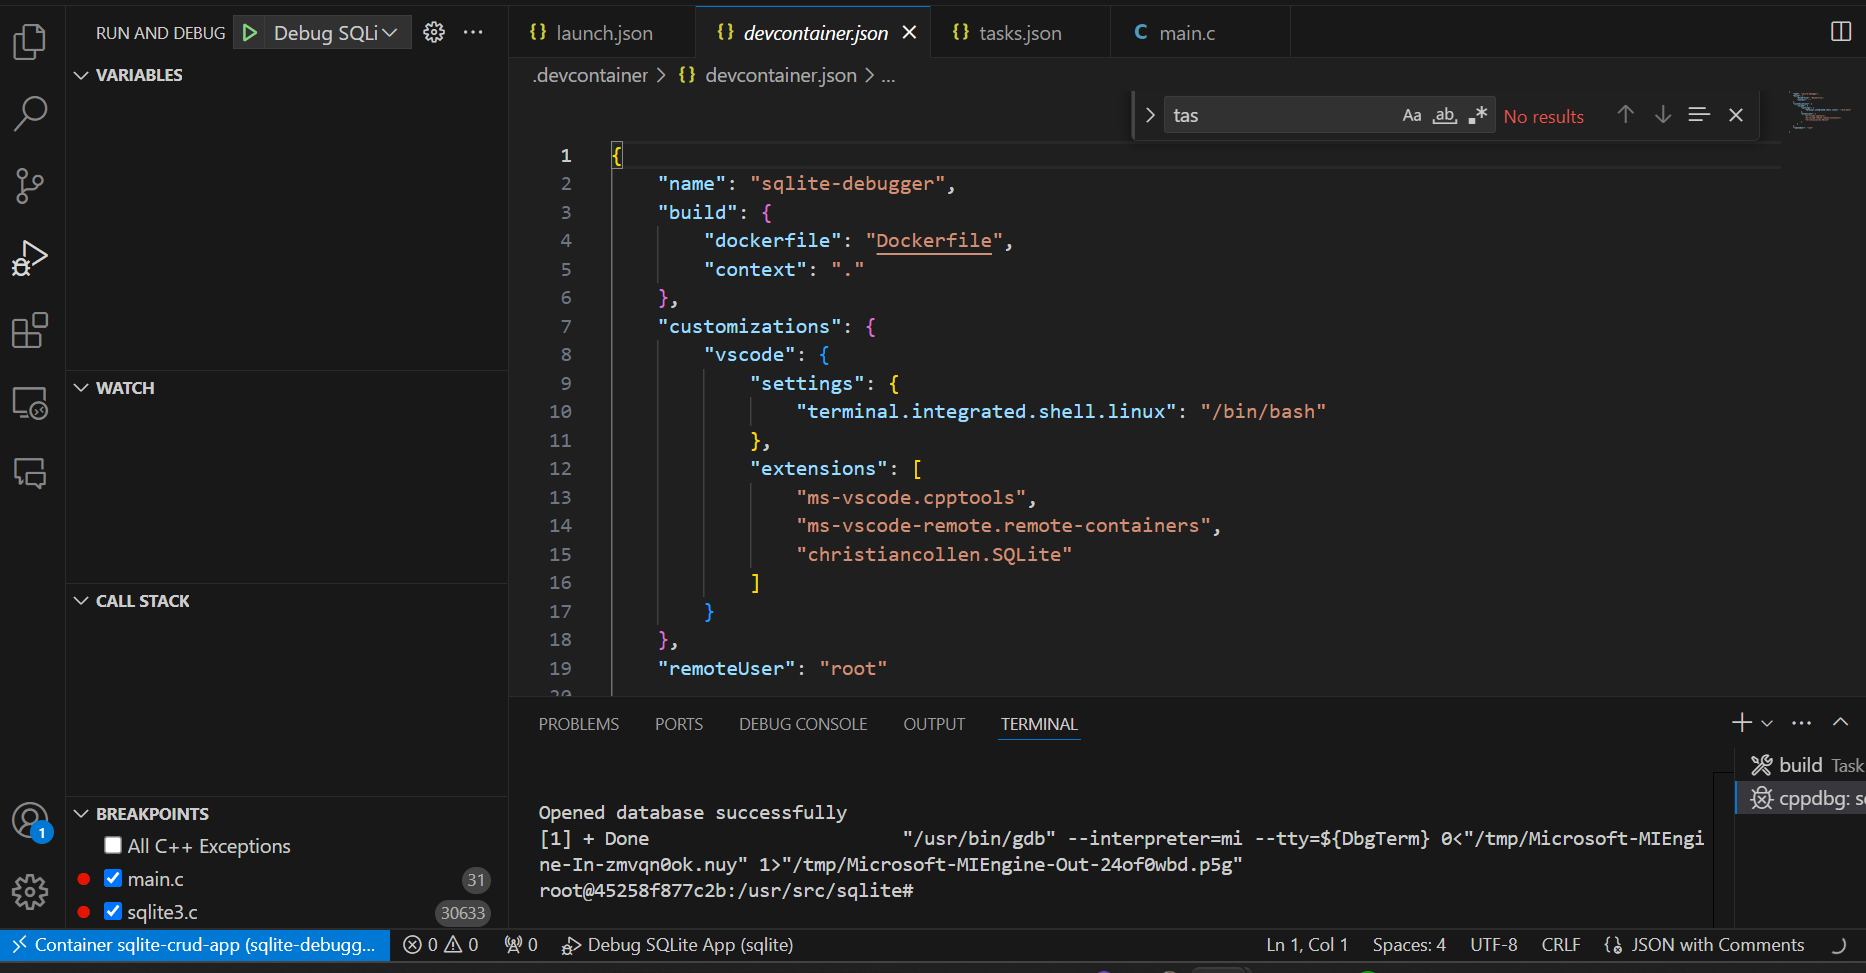 RUN AND DEBUG
Debug SQLi
VARIABLES
WATCH
CALL STACK
BREAKPOINTS
All C++ Exceptions
main.c 31
sqlite3.c 30633
launch.json
devcontainer.json
tasks.json
C main.c
.devcontainer > {} devcontainer.json > ...
tas
Aa ab .* No results
1 {
2 "name": "sqlite-debugger",
3 "build": {
4 "dockerfile": "Dockerfile",
5 "context": "."
6 },
7 "customizations": {
8 "vscode": {
9 "settings": {
10 "terminal.integrated.shell.linux": "/bin/bash"
11 },
12 "extensions": [
13 "ms-vscode.cpptools",
14 "ms-vscode-remote.remote-containers",
15 "christiancollen.SQLite"
16 ]
17 }
18 },
19 "remoteUser": "root"
20
PROBLEMS PORTS DEBUG CONSOLE OUTPUT TERMINAL
build Task
cppdbg: sc
Opened database successfully
[1] + Done "/usr/bin/gdb" --interpreter=mi --tty=${DbgTerm} 0<"/tmp/Microsoft-MIEngi
ne-In-zmvqn0ok.nuy" 1>"/tmp/Microsoft-MIEngine-Out-24of0wbd.p5g"
root@45258f877c2b:/usr/src/sqlite#
1
Container sqlite-crud-app (sqlite-debugg... 0 0 0 Debug SQLite App (sqlite) Ln 1, Col 1 Spaces: 4 UTF-8 CRLF JSON with Comments